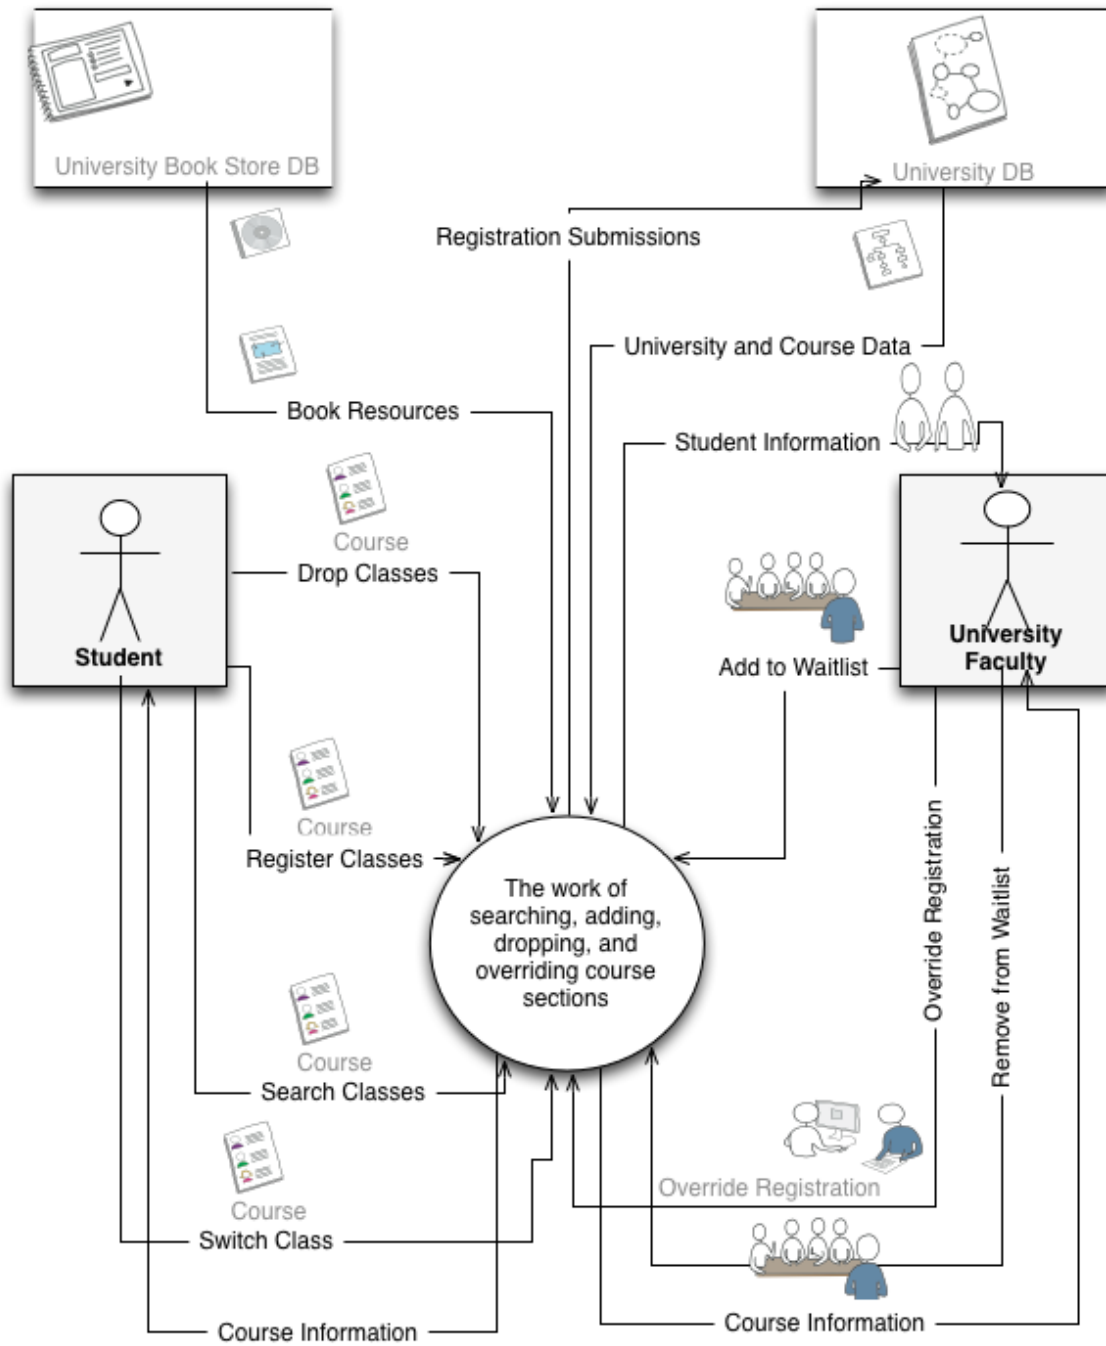 University Book Store DB
University DB
Registration Submissions
University and Course Data
Book Resources
Student Information
Course
Drop Classes
Student
University
Faculty
Add to Waitlist
Course
Register Classes
The work of
searching, adding,
dropping, and
overriding course
sections
Override Registration
Remove from Waitlist
Course
Search Classes
Override Registration
Course
Switch Class
Course Information
Course Information